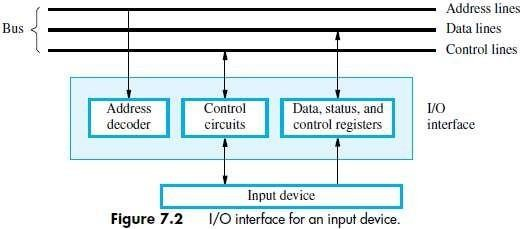 Address lines
Bus
Data lines
Control lines
Address
decoder
Control
circuits
Data, status, and
control registers
I/O
interface
Input device
Figure 7.2 I/O interface for an input device.